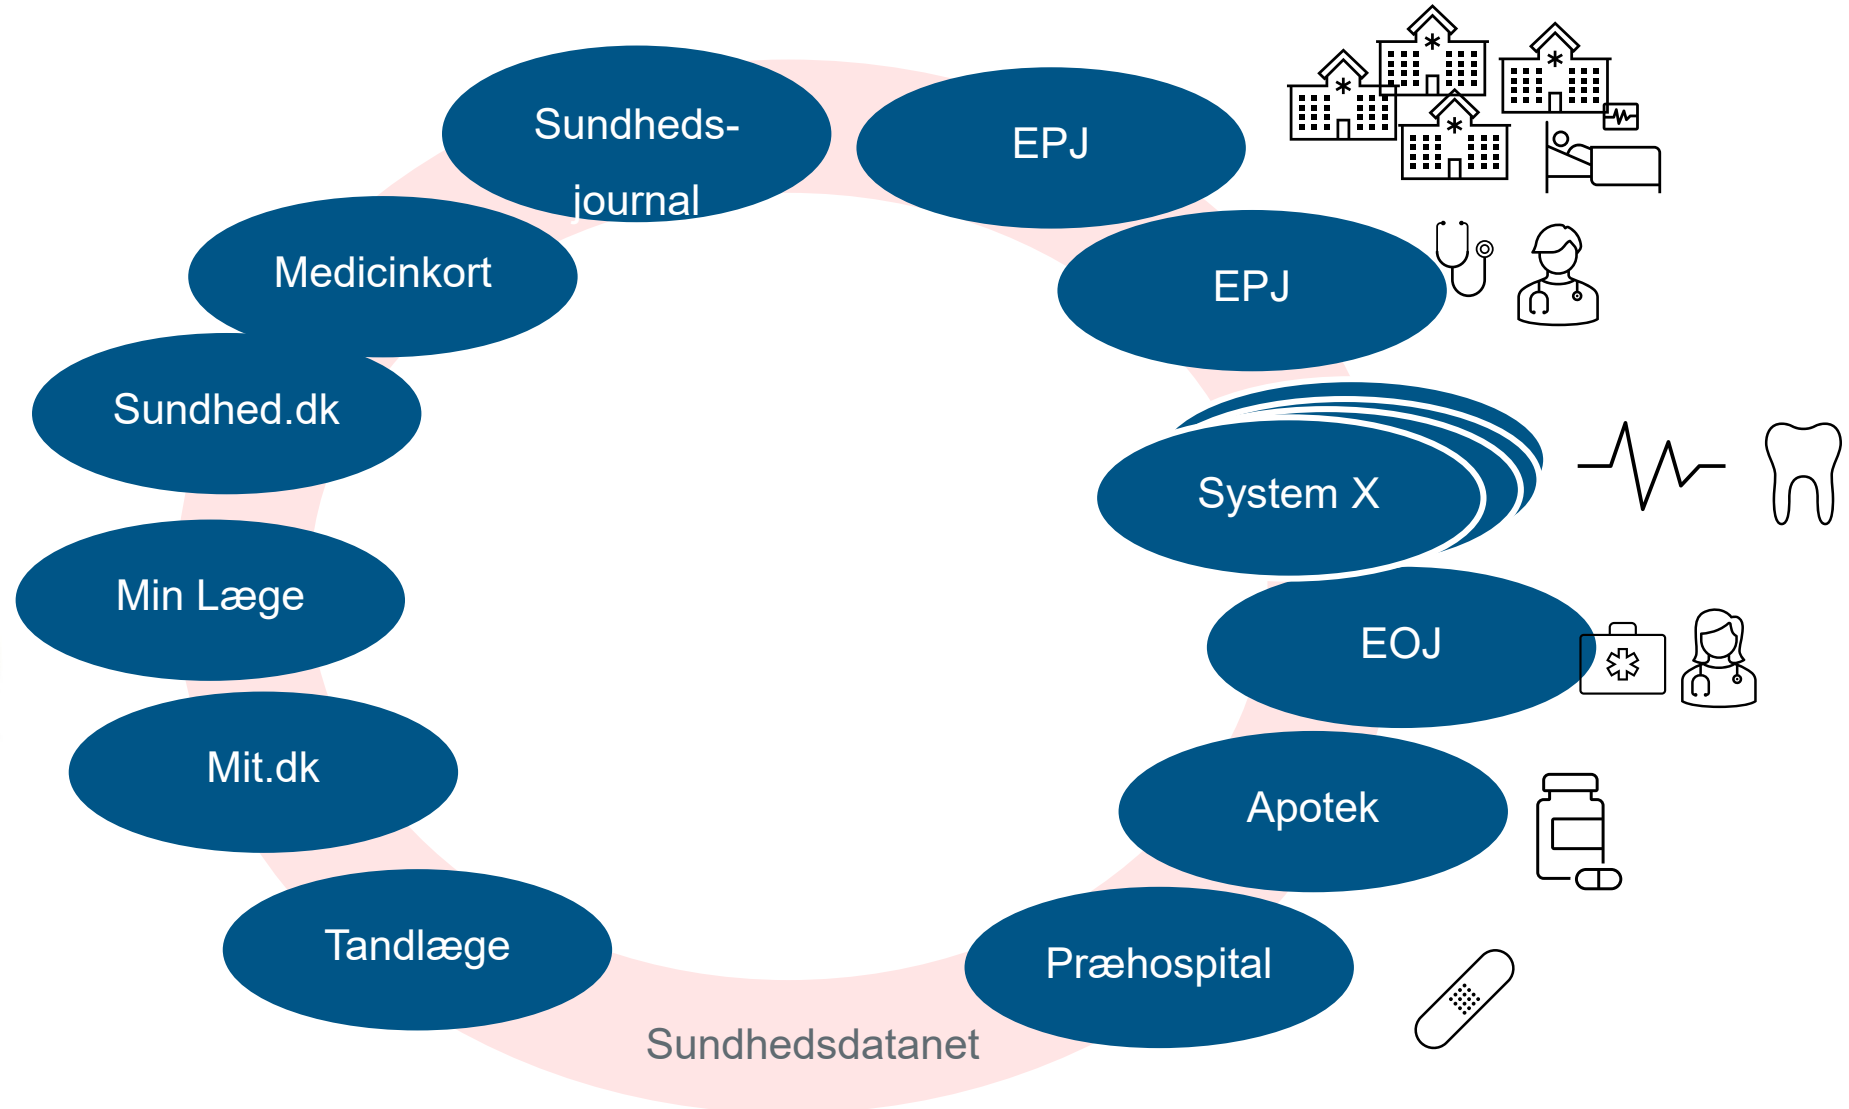 Sundheds-
journal
EPJ
Medicinkort
EPJ
Sundhed.dk
System X
Min Læge
EOJ
Mit.dk
Apotek
Tandlæge
Præhospital
Sundhedsdatanet